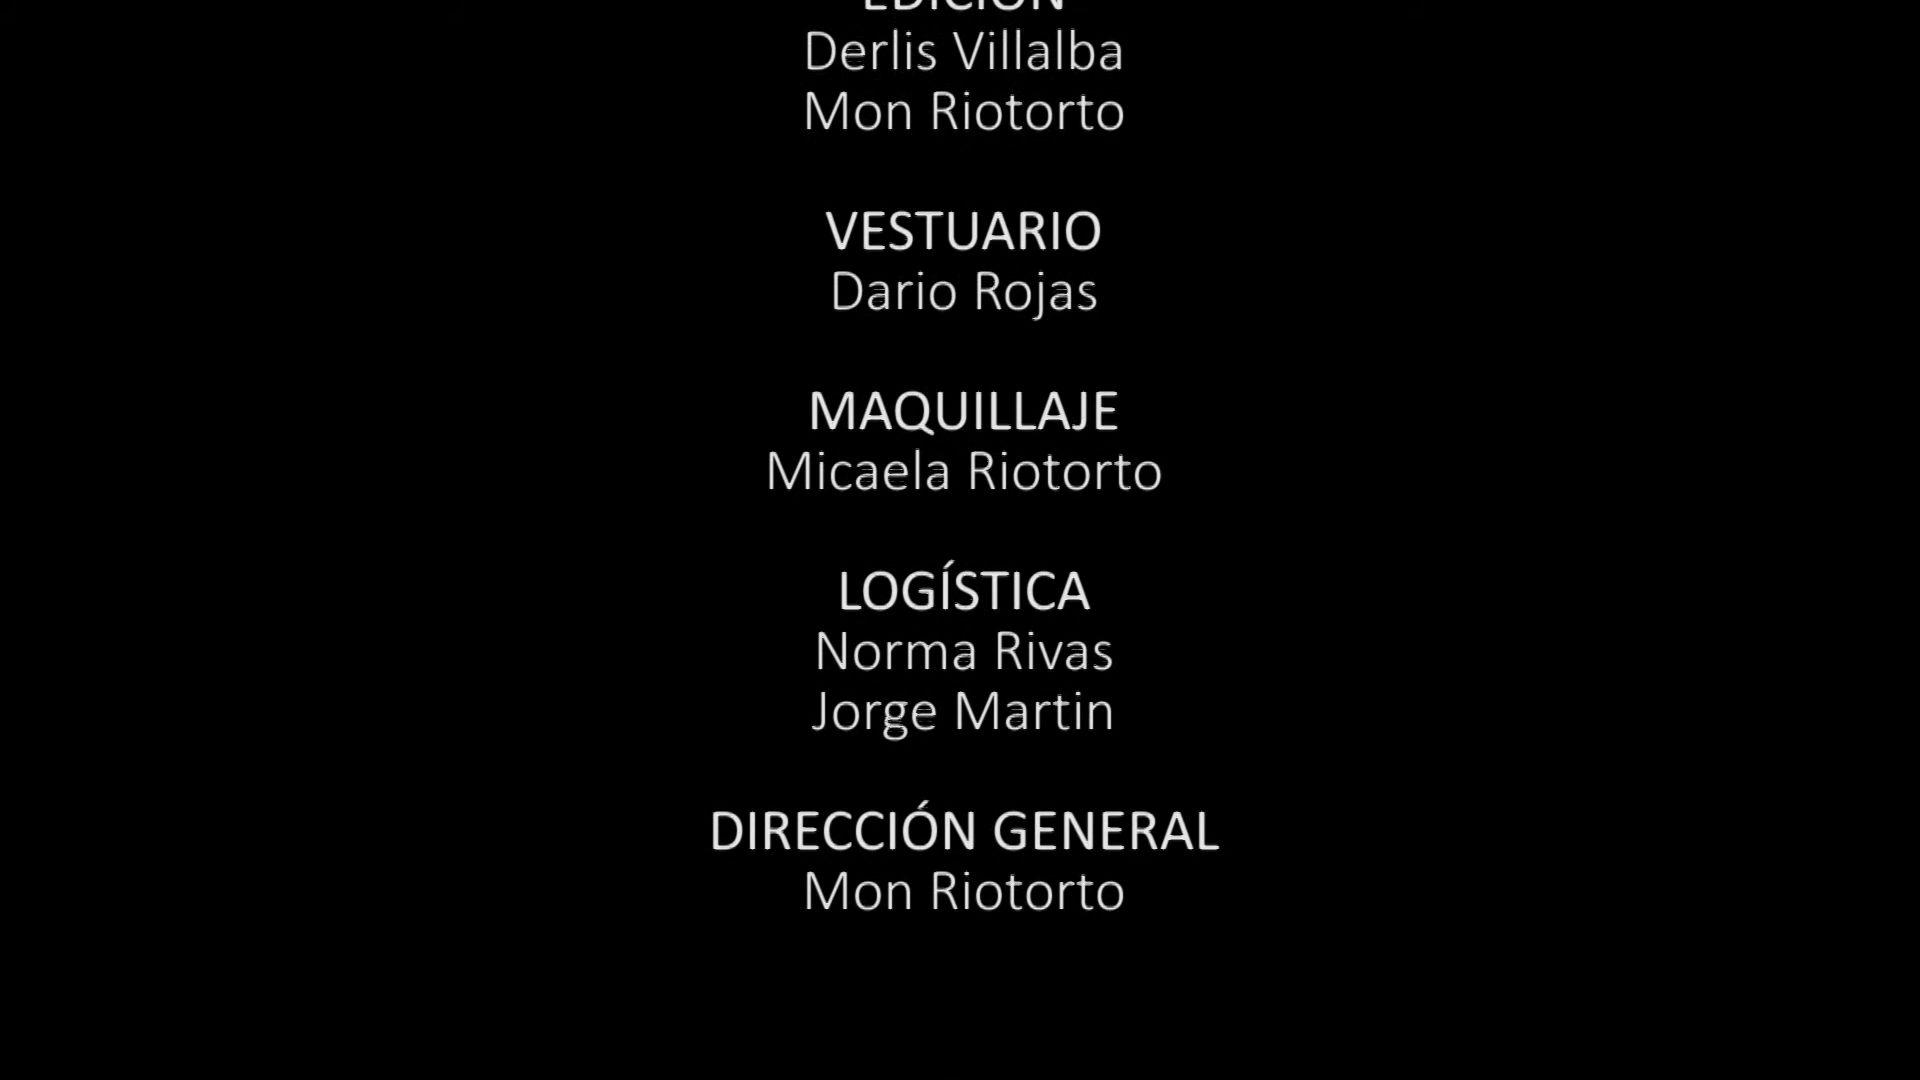 EDICIÓN
Derlis Villalba
Mon Riotorto
VESTUARIO
Dario Rojas
MAQUILLAJE
Micaela Riotorto
LOGÍSTICA
Norma Rivas
Jorge Martin
DIRECCIÓN GENERAL
Mon Riotorto